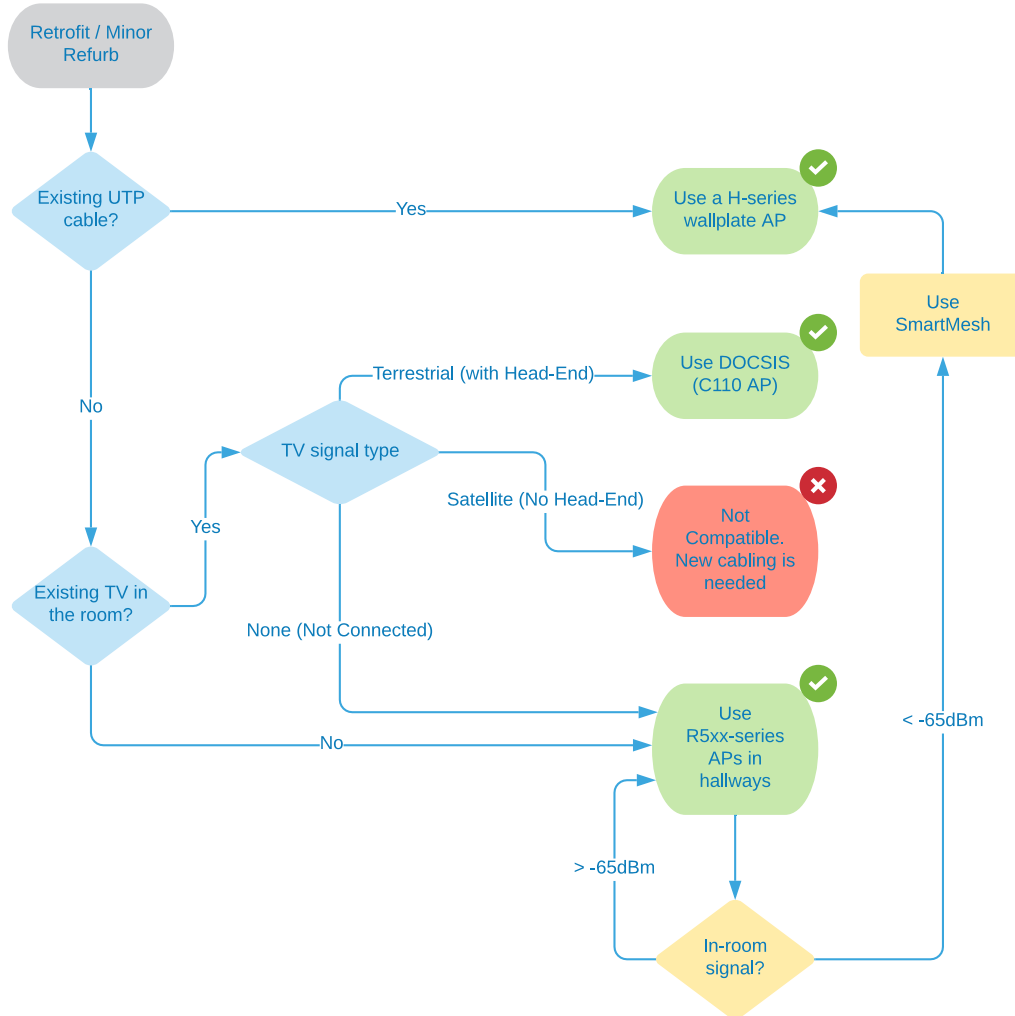 Retrofit / Minor
Refurb
Existing UTP
cable?
Yes
Use a H-series
wallplate AP
Use
SmartMesh
Terrestrial (with Head-End)
Use DOCSIS
(C110 AP)
No
TV signal type
Satellite (No Head-End)
Not
Compatible.
New cabling is
needed
Yes
Existing TV in
the room?
None (Not Connected)
Use
R5xx-series
APs in
hallways
< -65dBm
No
> -65dBm
In-room
signal?